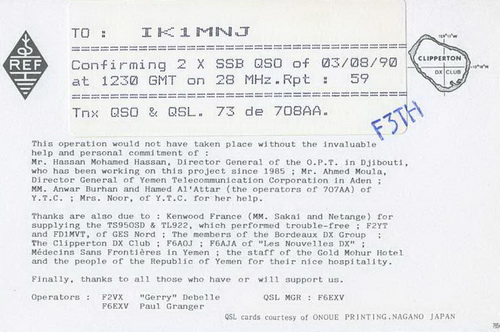 REF
TO : IK1MNJ
Confirming 2 X SSB QSO of 03/08/90
at 1230 GMT on 28 MHz.Rpt : 59
Tnx QSO & QSL. 73 de 708AA.
CLIPPERTON
DX CLUB
F3TH
This operation would not have taken place without the invaluable
help and personal commitment of :
Mr. Hassan Mohamed Hassan, Director General of the O.P.T. in Djibouti,
who has been working on this project since 1985 ; Mr. Ahmed Moula,
Director General of Yemen Telecommunication Corporation in Aden ;
MM. Anwar Burhan and Hamed Al'Attar (the operators of 7O7AA) of
Y.T.C. ; Mrs. Noor, of Y.T.C. for her help.
Thanks are also due to : Kenwood France (MM. Sakai and Netange) for
supplying the TS950SD & TL922, which performed trouble-free ; F2YT
and FD1MVT, of GES Nord ; The members of the Bordeaux DX Group ;
The Clipperton DX Club ; F6AOJ ; F6AJA of "Les Nouvelles DX" ;
Médecins Sans Frontières in Yemen ; the staff of the Gold Mohur Hotel
and the people of the Republic of Yemen for their nice hospitality.
Finally, thanks to all those who have or will support us.
Operators : F2VX "Gerry" Debelle QSL MGR : F6EXV
F6EXV Paul Granger
QSL cards courtesy of ONOUE PRINTING.NAGANO JAPAN